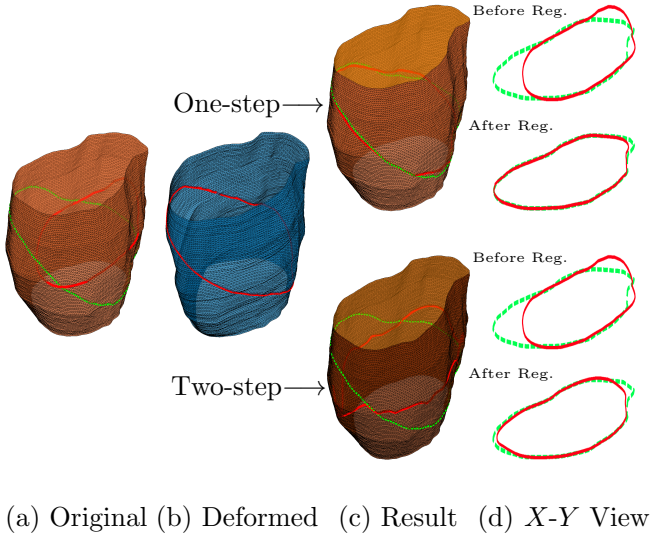 Before Reg.
One-step
After Reg.
Before Reg.
After Reg.
Two-step
(a) Original (b) Deformed (c) Result (d) X-Y View